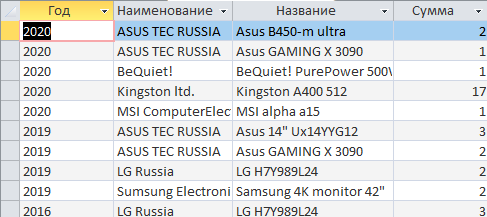 Год Наименование Название Сумма
2020 ASUS TEC RUSSIA Asus B450-m ultra 2
2020 ASUS TEC RUSSIA Asus GAMING X 3090 1
2020 BeQuiet! BeQuiet! PurePower 500\ 1
2020 Kingston ltd. Kingston A400 512 17
2020 MSI ComputerElect MSI alpha a15 1
2019 ASUS TEC RUSSIA Asus 14" Ux14YYG12 3
2019 ASUS TEC RUSSIA Asus GAMING X 3090 2
2019 LG Russia LG H7Y989L24 2
2019 Sumsung Electroni Samsung 4K monitor 42" 2
2016 LG Russia LG H7Y989L24 3